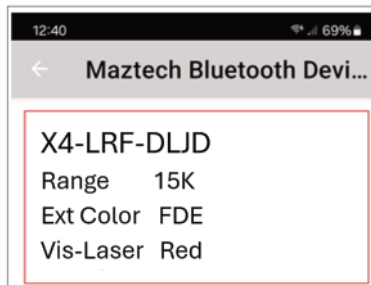 12:40 69%
Maztech Bluetooth Devi...
X4-LRF-DLJD
Range 15K
Ext Color FDE
Vis-Laser Red